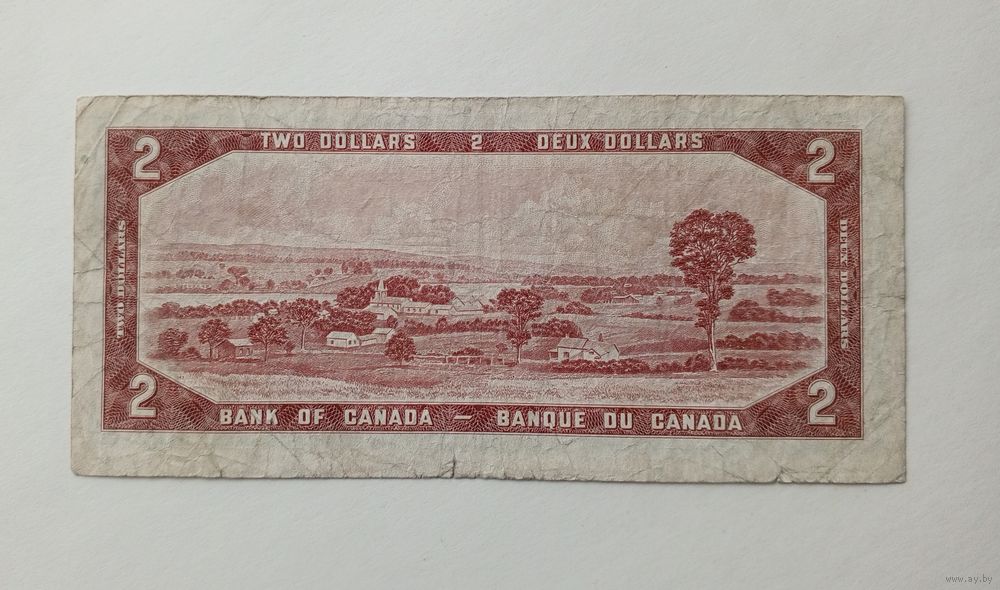 2 TWO DOLLARS 2 DEUX DOLLARS 2
TWO DOLLARS
DEUX DOLLARS
2 BANK OF CANADA — BANQUE DU CANADA 2
www.ay.by